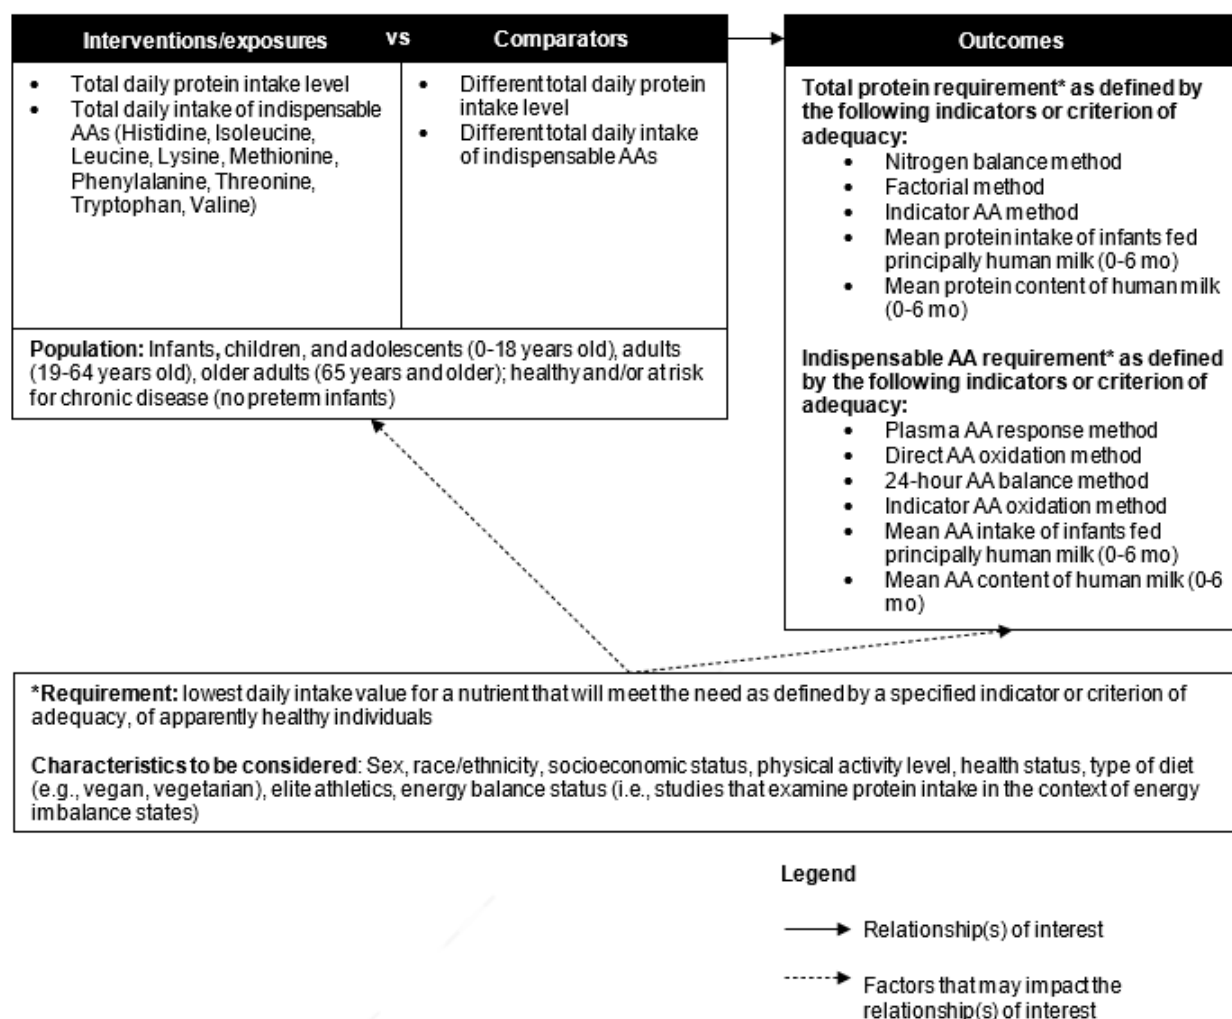 Interventions/exposures vs Comparators
• Total daily protein intake level
• Total daily intake of indispensable
AAs (Histidine, Isoleucine,
Leucine, Lysine, Methionine,
Phenylalanine, Threonine,
Tryptophan, Valine)
• Different total daily protein
intake level
• Different total daily intake
of indispensable AAs
Population: Infants, children, and adolescents (0-18 years old), adults
(19-64 years old), older adults (65 years and older); healthy and/or at risk
for chronic disease (no preterm infants)
Outcomes
Total protein requirement* as defined by
the following indicators or criterion of
adequacy:
• Nitrogen balance method
• Factorial method
• Indicator AA method
• Mean protein intake of infants fed
principally human milk (0-6 mo)
• Mean protein content of human milk
(0-6 mo)
Indispensable AA requirement* as defined
by the following indicators or criterion of
adequacy:
• Plasma AA response method
• Direct AA oxidation method
• 24-hour AA balance method
• Indicator AA oxidation method
• Mean AA intake of infants fed
principally human milk (0-6 mo)
• Mean AA content of human milk (0-6
mo)
*Requirement: lowest daily intake value for a nutrient that will meet the need as defined by a specified indicator or criterion of
adequacy, of apparently healthy individuals
Characteristics to be considered: Sex, race/ethnicity, socioeconomic status, physical activity level, health status, type of diet
(e.g., vegan, vegetarian), elite athletics, energy balance status (i.e., studies that examine protein intake in the context of energy
imbalance states)
Legend
Relationship(s) of interest
Factors that may impact the
relationship(s) of interest